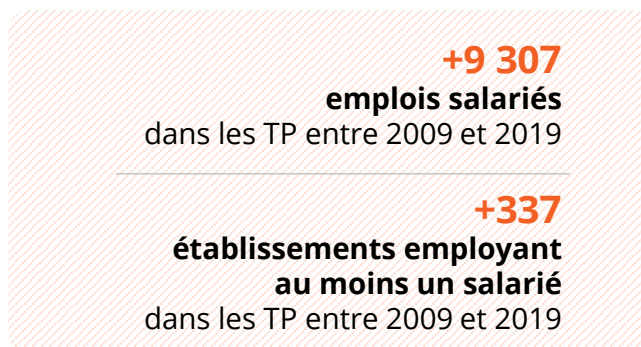 +9 307
emplois salariés
dans les TP entre 2009 et 2019
+337
établissements employant
au moins un salarié
dans les TP entre 2009 et 2019